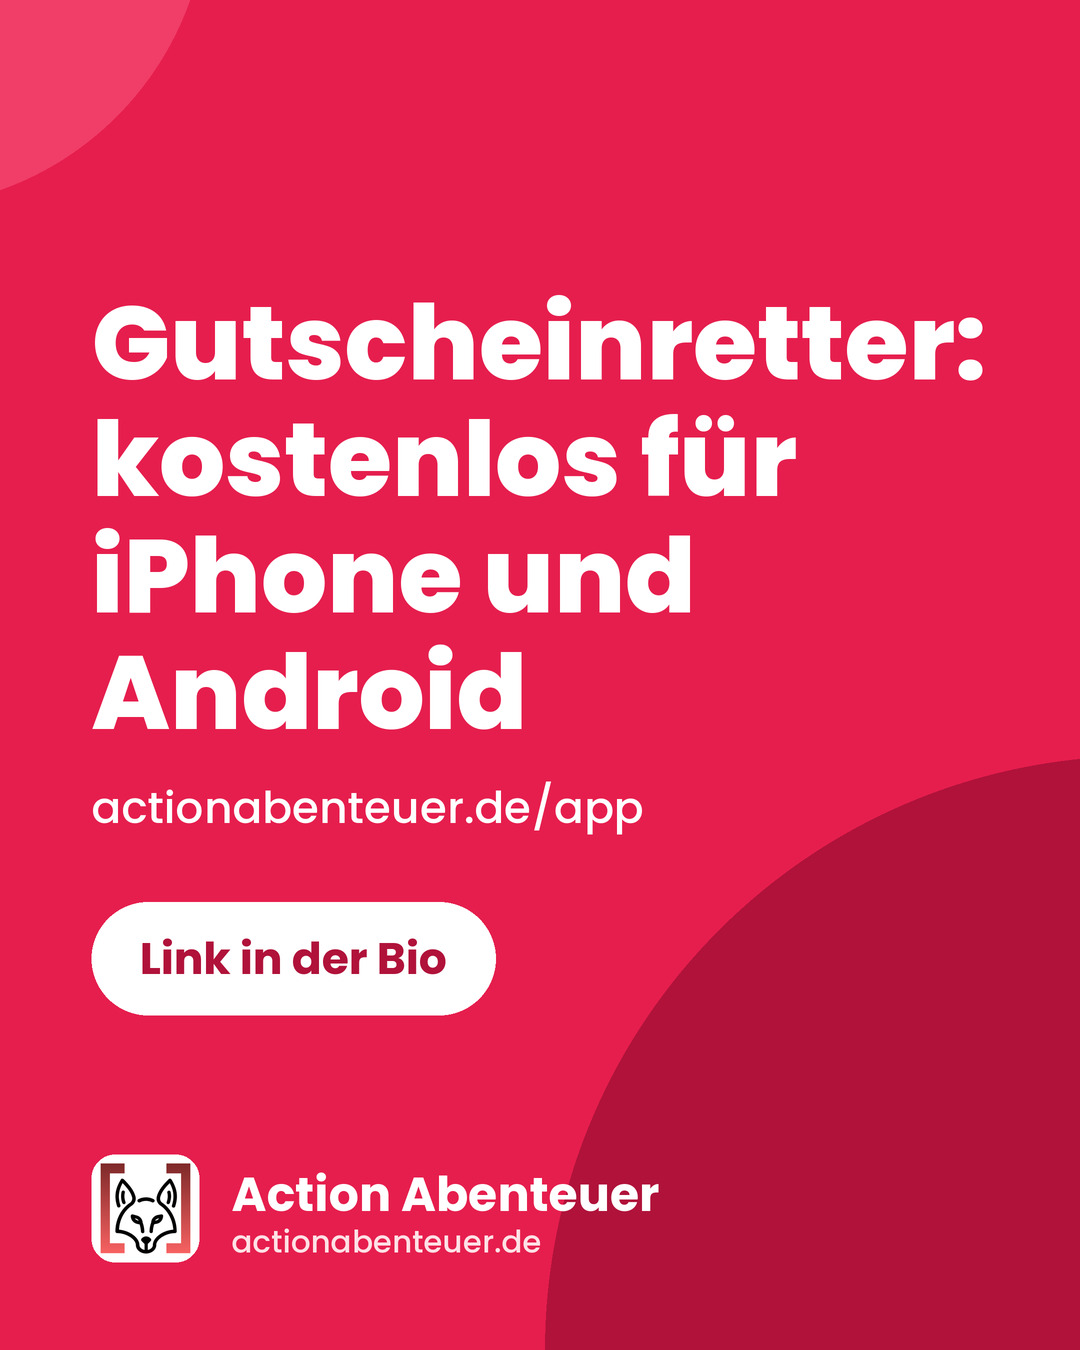 Gutscheinretter:
kostenlos für
iPhone und
Android
actionabenteuer.de/app
Link in der Bio
Action Abenteuer
actionabenteuer.de